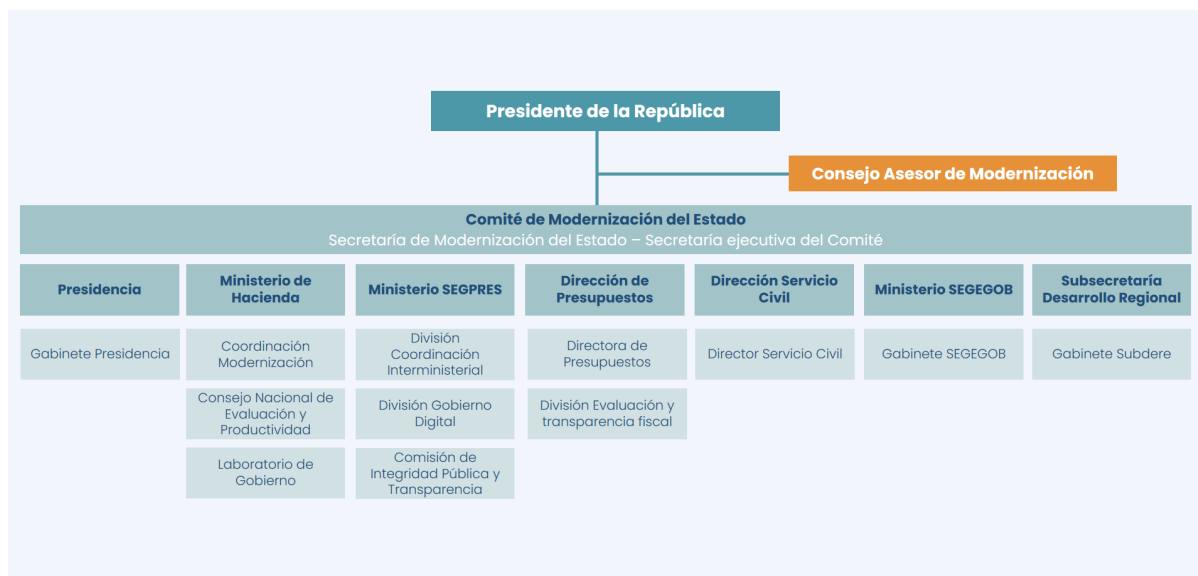 Presidente de la República
Consejo Asesor de Modernización
Comité de Modernización del Estado
Secretaría de Modernización del Estado – Secretaría ejecutiva del Comité
Presidencia
Ministerio de
Hacienda
Ministerio SEGPRES
Dirección de
Presupuestos
Dirección Servicio
Civil
Ministerio SEGEGOB
Subsecretaría
Desarrollo Regional
Gabinete Presidencia
Coordinación
Modernización
División
Coordinación
Interministerial
Directora de
Presupuestos
Director Servicio Civil
Gabinete SEGEGOB
Gabinete Subdere
Consejo Nacional de
Evaluación y
Productividad
División Gobierno
Digital
División Evaluación y
transparencia fiscal
Laboratorio de
Gobierno
Comisión de
Integridad Pública y
Transparencia